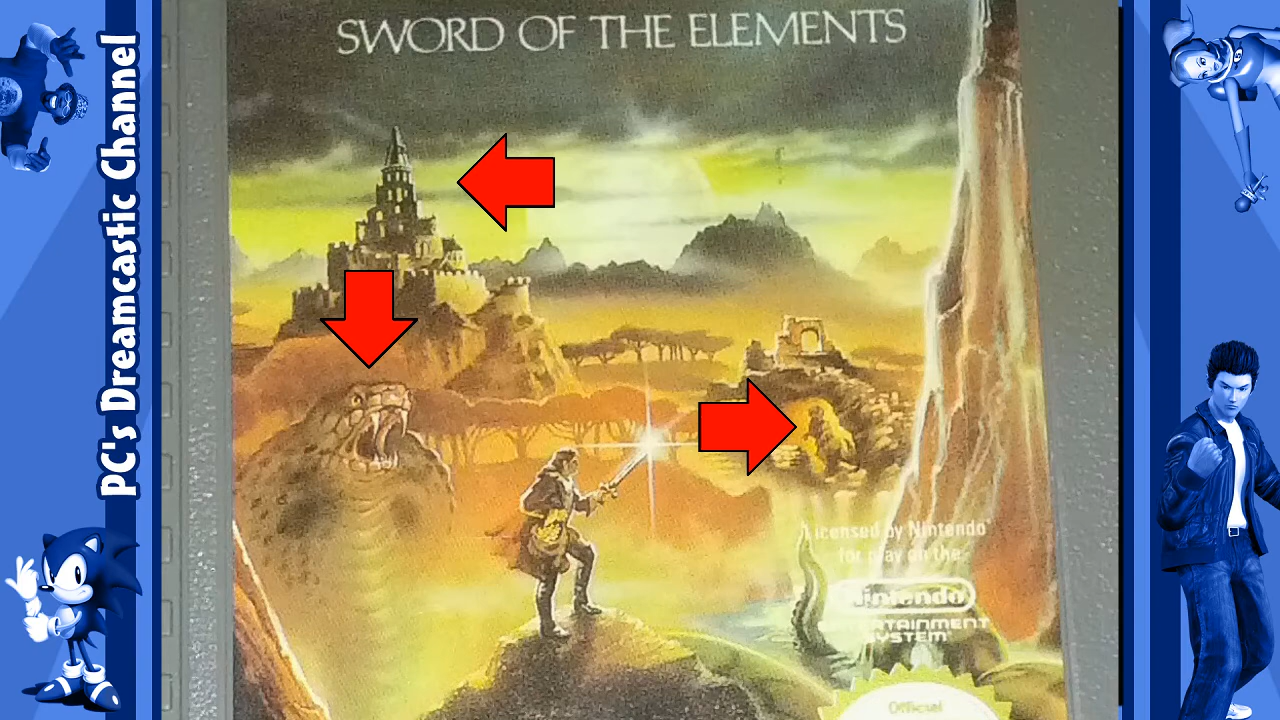 SWORD OF THE ELEMENTS
PC's Dreamcastic Channel
Licensed by Nintendo®
for play on the
Nintendo
ENTERTAINMENT
SYSTEM®
Official